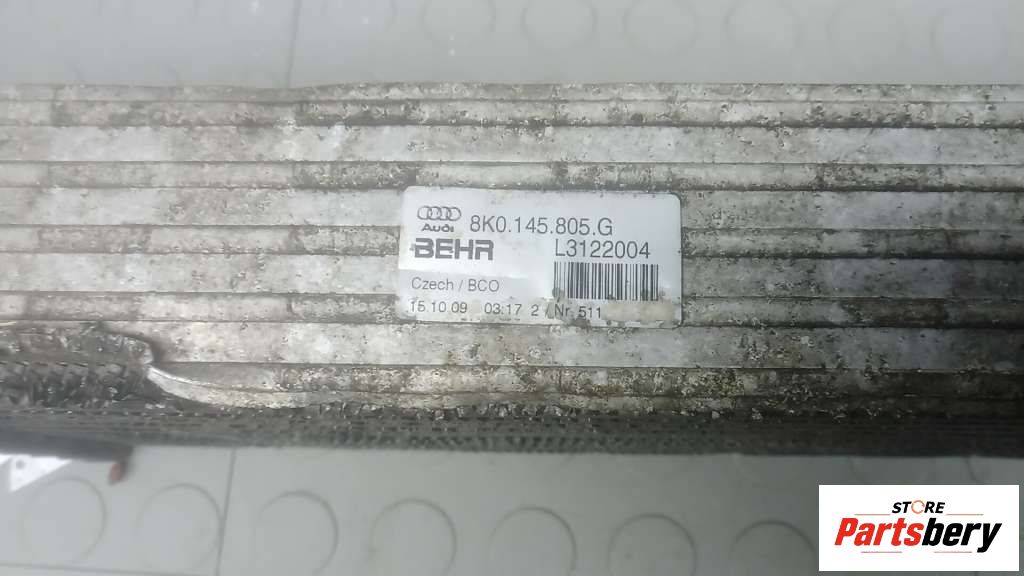 Audi
8K0.145.805.G
BEHR
L3122004
Czech / BCO
15.10 09 03:17 2 / Nr. 511
STORE
Partsbery